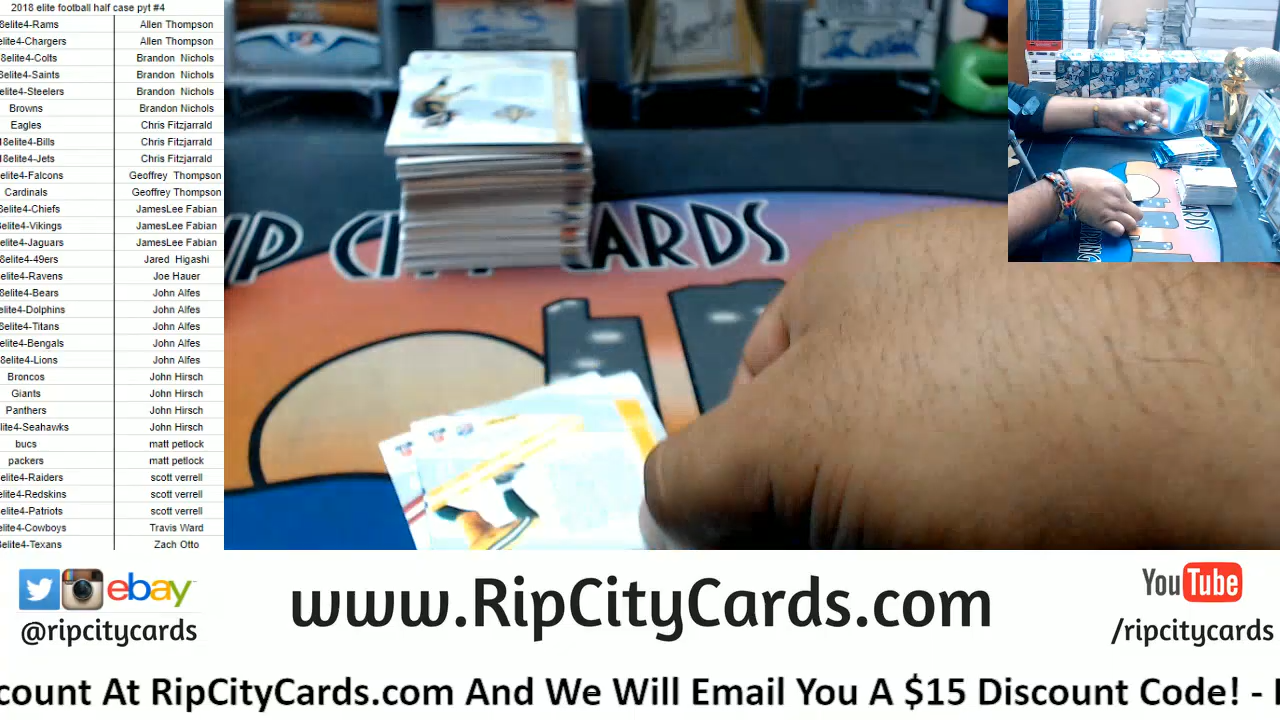 2018 elite football half case pyt #4
8elite4-Rams Allen Thompson
elite4-Chargers Allen Thompson
8elite4-Colts Brandon Nichols
8elite4-Saints Brandon Nichols
elite4-Steelers Brandon Nichols
Browns Brandon Nichols
Eagles Chris Fitzjarrald
18elite4-Bills Chris Fitzjarrald
18elite4-Jets Chris Fitzjarrald
elite4-Falcons Geoffrey Thompson
Cardinals Geoffrey Thompson
8elite4-Chiefs JamesLee Fabian
elite4-Vikings JamesLee Fabian
elite4-Jaguars JamesLee Fabian
8elite4-49ers Jared Higashi
elite4-Ravens Joe Hauer
8elite4-Bears John Alfes
elite4-Dolphins John Alfes
8elite4-Titans John Alfes
elite4-Bengals John Alfes
8elite4-Lions John Alfes
Broncos John Hirsch
Giants John Hirsch
Panthers John Hirsch
lite4-Seahawks John Hirsch
bucs matt petlock
packers matt petlock
elite4-Raiders scott verrell
elite4-Redskins scott verrell
elite4-Patriots scott verrell
elite4-Cowboys Travis Ward
8elite4-Texans Zach Otto
IP CITY CARDS
CARDS
ebay
@ripcitycards
www.RipCityCards.com
YouTube
/ripcitycards
count At RipCityCards.com And We Will Email You A $15 Discount Code! -